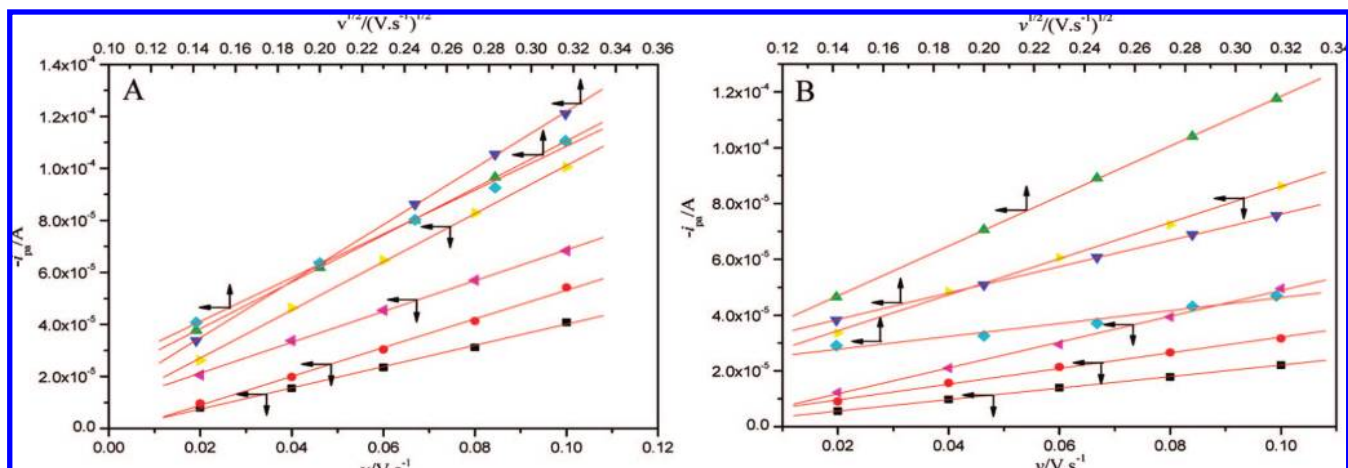 v^1/2/(V.s^-1)^1/2
0.10 0.12 0.14 0.16 0.18 0.20 0.22 0.24 0.26 0.28 0.30 0.32 0.34 0.36
A
1.4x10^-4
1.2x10^-4
1.0x10^-4
8.0x10^-5
6.0x10^-5
4.0x10^-5
2.0x10^-5
0.0
-i_pa/A
0.00 0.02 0.04 0.06 0.08 0.10 0.12
v/V.s^-1
v^1/2/(V.s^-1)^1/2
0.12 0.14 0.16 0.18 0.20 0.22 0.24 0.26 0.28 0.30 0.32 0.34
B
1.2x10^-4
1.0x10^-4
8.0x10^-5
6.0x10^-5
4.0x10^-5
2.0x10^-5
0.0
-i_pa/A
0.02 0.04 0.06 0.08 0.10
v/V.s^-1